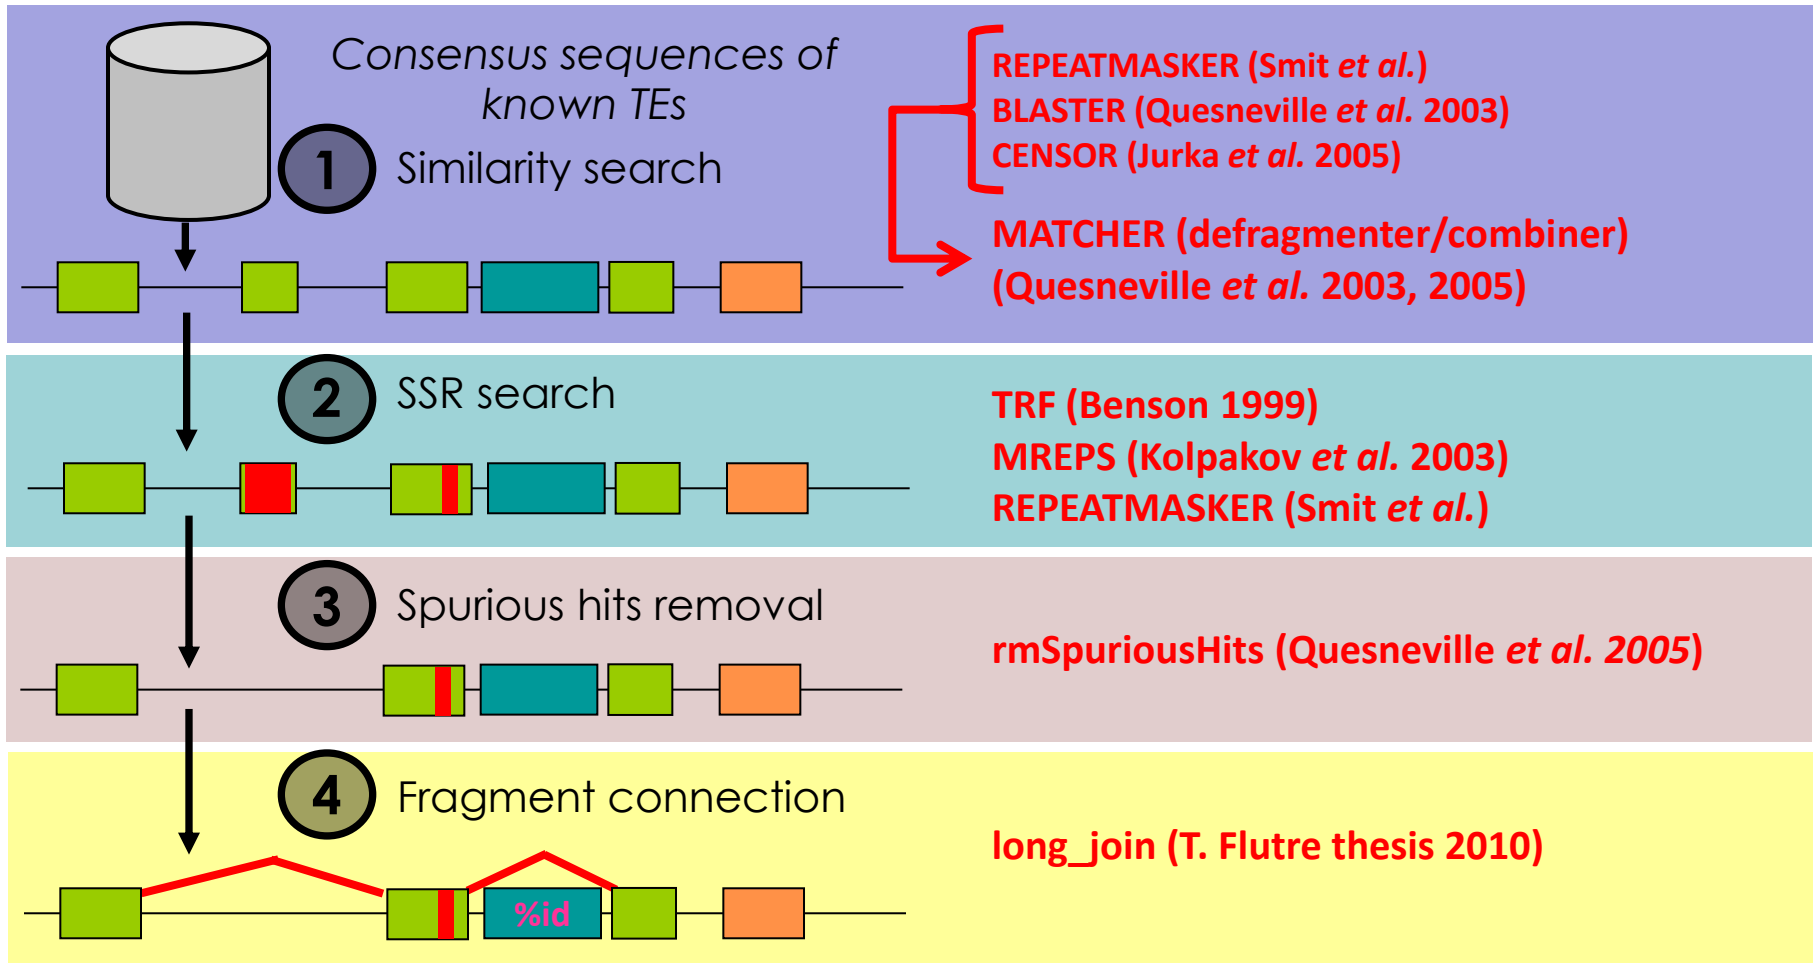 Consensus sequences of
known TEs
1 Similarity search
REPEATMASKER (Smit et al.)
BLASTER (Quesneville et al. 2003)
CENSOR (Jurka et al. 2005)
MATCHER (defragmenter/combiner)
(Quesneville et al. 2003, 2005)
2 SSR search
TRF (Benson 1999)
MREPS (Kolpakov et al. 2003)
REPEATMASKER (Smit et al.)
3 Spurious hits removal
rmSpuriousHits (Quesneville et al. 2005)
4 Fragment connection
long_join (T. Flutre thesis 2010)
%id